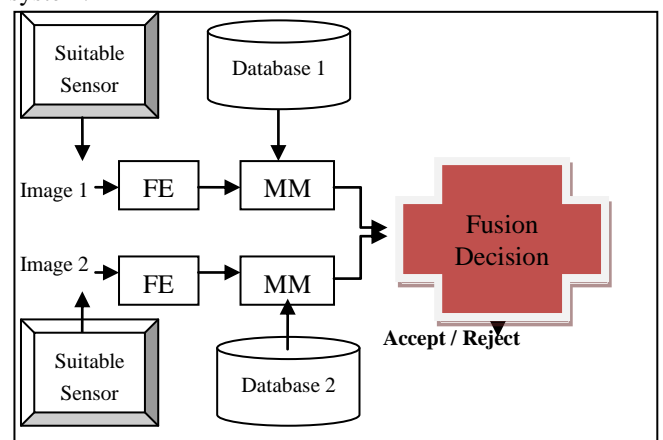 Suitable
Sensor
Database 1
Image 1
FE
MM
Fusion
Decision
Image 2
FE
MM
Accept / Reject
Suitable
Sensor
Database 2